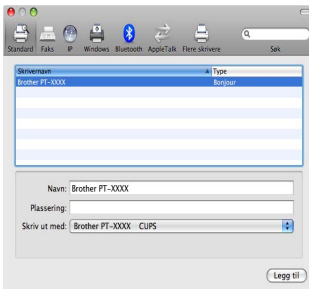 Standard Faks IP Windows Bluetooth AppleTalk Flere skrivere Søk
Skrivernavn Type
Brother PT-XXXX Bonjour
Navn: Brother PT-XXXX
Plassering:
Skriv ut med: Brother PT-XXXX CUPS
Legg til